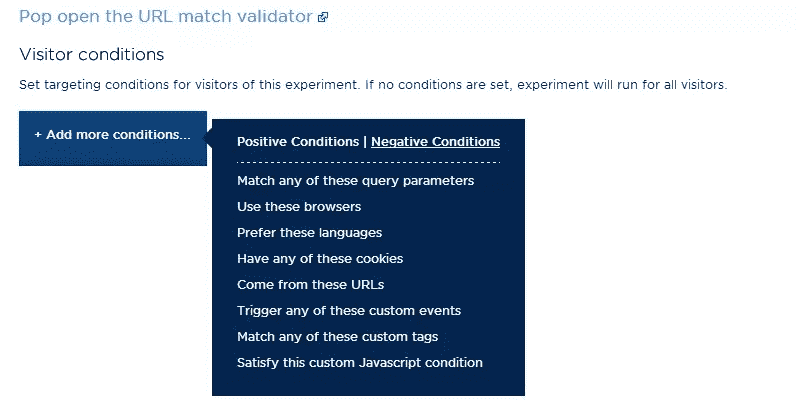 Pop open the URL match validator
Visitor conditions
Set targeting conditions for visitors of this experiment. If no conditions are set, experiment will run for all visitors.
+ Add more conditions...
Positive Conditions | Negative Conditions
Match any of these query parameters
Use these browsers
Prefer these languages
Have any of these cookies
Come from these URLs
Trigger any of these custom events
Match any of these custom tags
Satisfy this custom Javascript condition